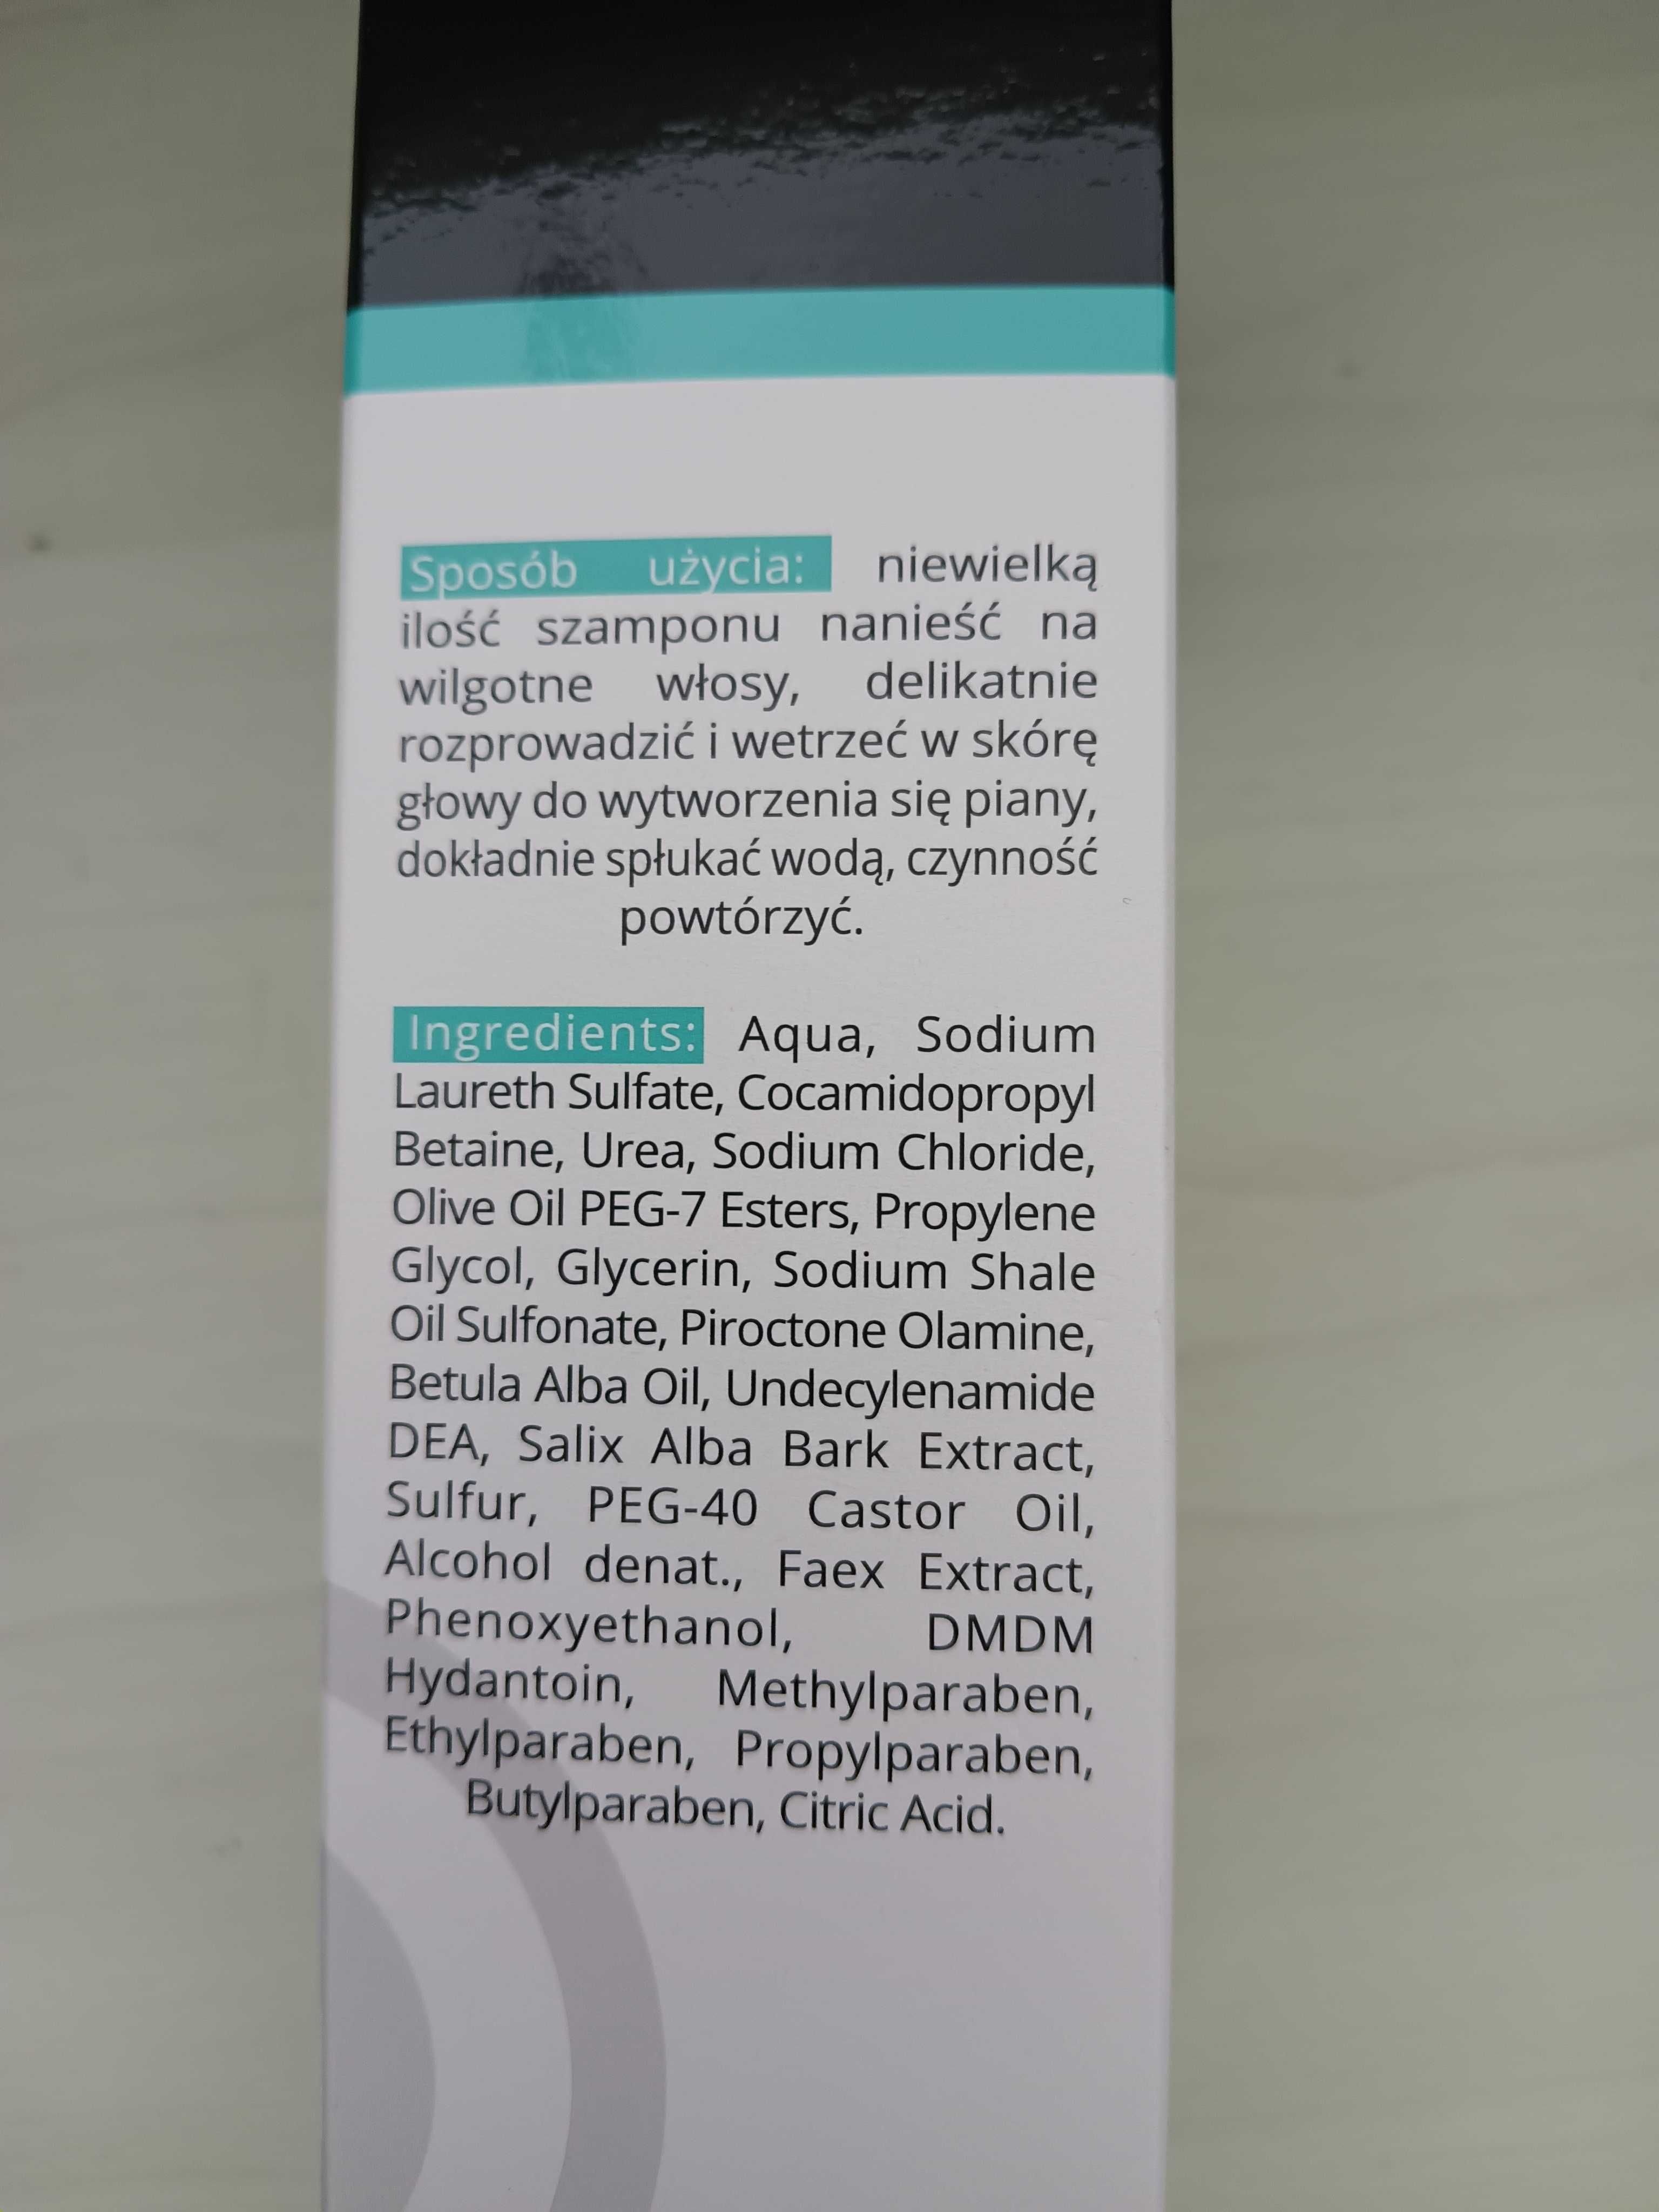 Sposób użycia: niewielką
ilość szamponu nanieść na
wilgotne włosy, delikatnie
rozprowadzić i wetrzeć w skórę
głowy do wytworzenia się piany,
dokładnie spłukać wodą, czynność
powtórzyć.
Ingredients: Aqua, Sodium
Laureth Sulfate, Cocamidopropyl
Betaine, Urea, Sodium Chloride,
Olive Oil PEG-7 Esters, Propylene
Glycol, Glycerin, Sodium Shale
Oil Sulfonate, Piroctone Olamine,
Betula Alba Oil, Undecylenamide
DEA, Salix Alba Bark Extract,
Sulfur, PEG-40 Castor Oil,
Alcohol denat., Faex Extract,
Phenoxyethanol, DMDM
Hydantoin, Methylparaben,
Ethylparaben, Propylparaben,
Butylparaben, Citric Acid.